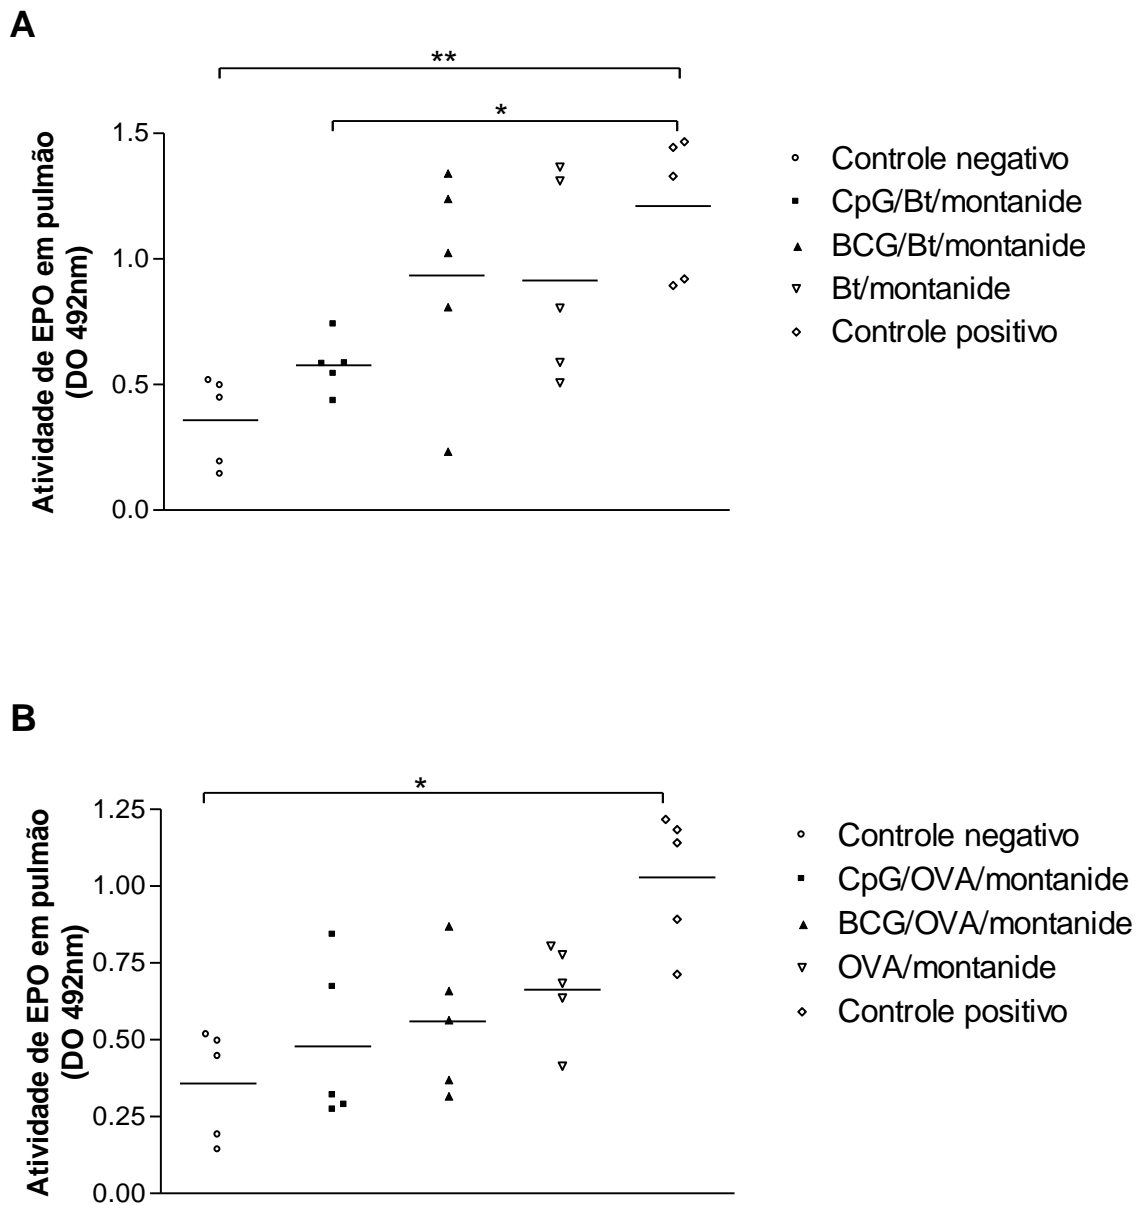 A
**
*
Atividade de EPO em pulmão
(DO 492nm)
1.5
1.0
0.5
0.0
Controle negativo
CpG/Bt/montanide
BCG/Bt/montanide
Bt/montanide
Controle positivo
B
*
Atividade de EPO em pulmão
(DO 492nm)
1.25
1.00
0.75
0.50
0.25
0.00
Controle negativo
CpG/OVA/montanide
BCG/OVA/montanide
OVA/montanide
Controle positivo